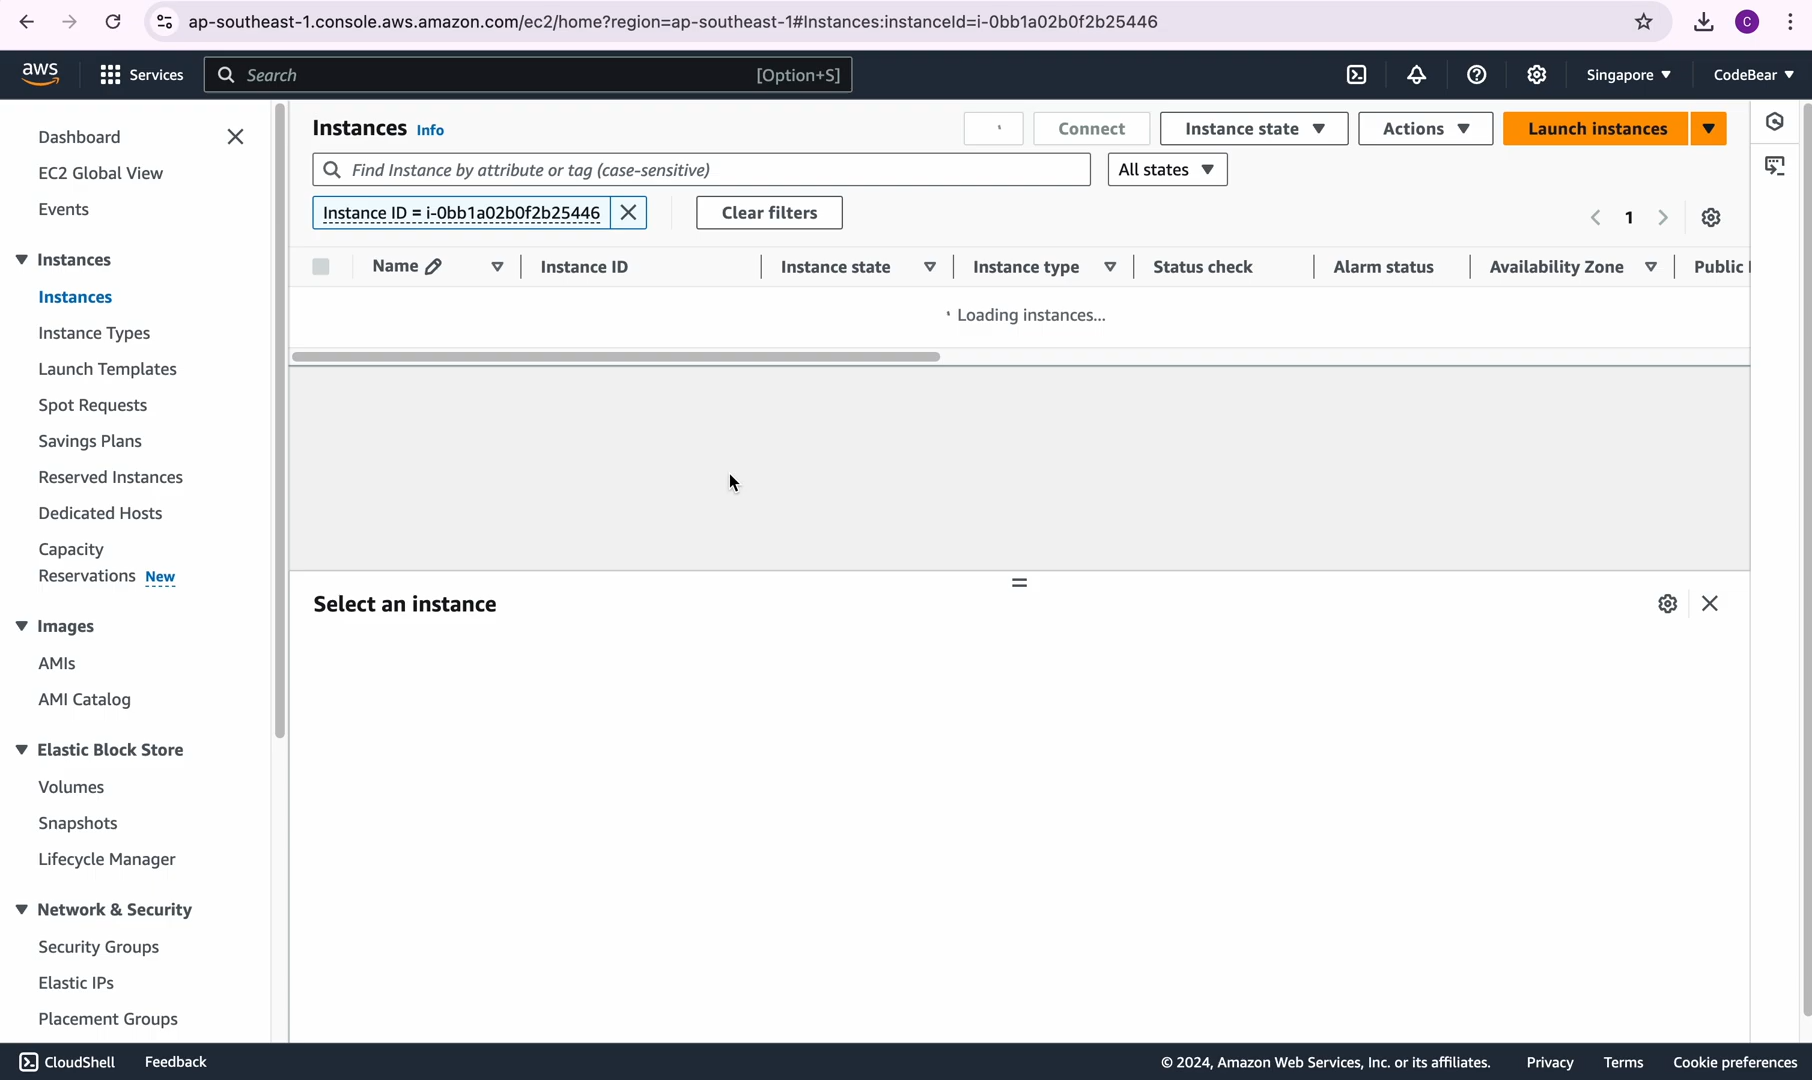 ap-southeast-1.console.aws.amazon.com/ec2/home?region=ap-southeast-1#Instances:instanceId=i-0bb1a02b0f2b25446
C
aws
Services
Search
[Option+S]
Singapore
CodeBear
Dashboard
EC2 Global View
Events
Instances
Instances
Instance Types
Launch Templates
Spot Requests
Savings Plans
Reserved Instances
Dedicated Hosts
Capacity
Reservations New
Images
AMIs
AMI Catalog
Elastic Block Store
Volumes
Snapshots
Lifecycle Manager
Network & Security
Security Groups
Elastic IPs
Placement Groups
Instances Info
Connect
Instance state
Actions
Launch instances
Find Instance by attribute or tag (case-sensitive)
All states
Instance ID = i-0bb1a02b0f2b25446
Clear filters
1
Name
Instance ID
Instance state
Instance type
Status check
Alarm status
Availability Zone
Public
Loading instances...
Select an instance
CloudShell
Feedback
© 2024, Amazon Web Services, Inc. or its affiliates.
Privacy
Terms
Cookie preferences